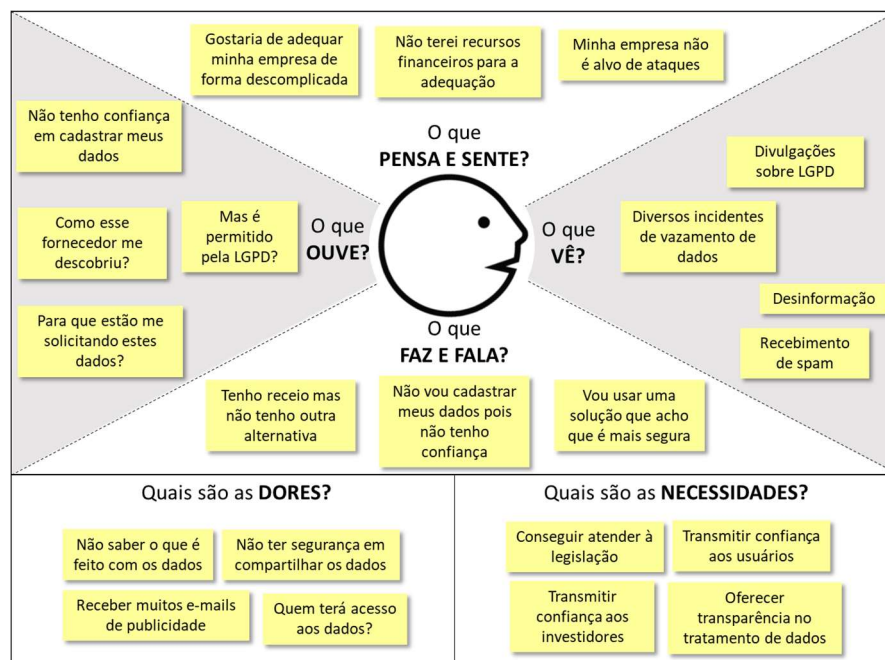 Gostaria de adequar
minha empresa de
forma descomplicada
Não terei recursos
financeiros para a
adequação
Minha empresa não
é alvo de ataques
O que
PENSA E SENTE?
Não tenho confiança
em cadastrar meus
dados
Como esse
fornecedor me
descobriu?
Mas é
permitido
pela LGPD?
Para que estão me
solicitando estes
dados?
O que
OUVE?
O que
VÊ?
Divulgações
sobre LGPD
Diversos incidentes
de vazamento de
dados
Desinformação
Recebimento
de spam
O que
FAZ E FALA?
Tenho receio mas
não tenho outra
alternativa
Não vou cadastrar
meus dados pois
não tenho
confiança
Vou usar uma
solução que acho
que é mais segura
Quais são as DORES?
Não saber o que é
feito com os dados
Não ter segurança em
compartilhar os dados
Receber muitos e-mails
de publicidade
Quem terá acesso
aos dados?
Quais são as NECESSIDADES?
Conseguir atender à
legislação
Transmitir confiança
aos usuários
Transmitir
confiança aos
investidores
Oferecer
transparência no
tratamento de dados